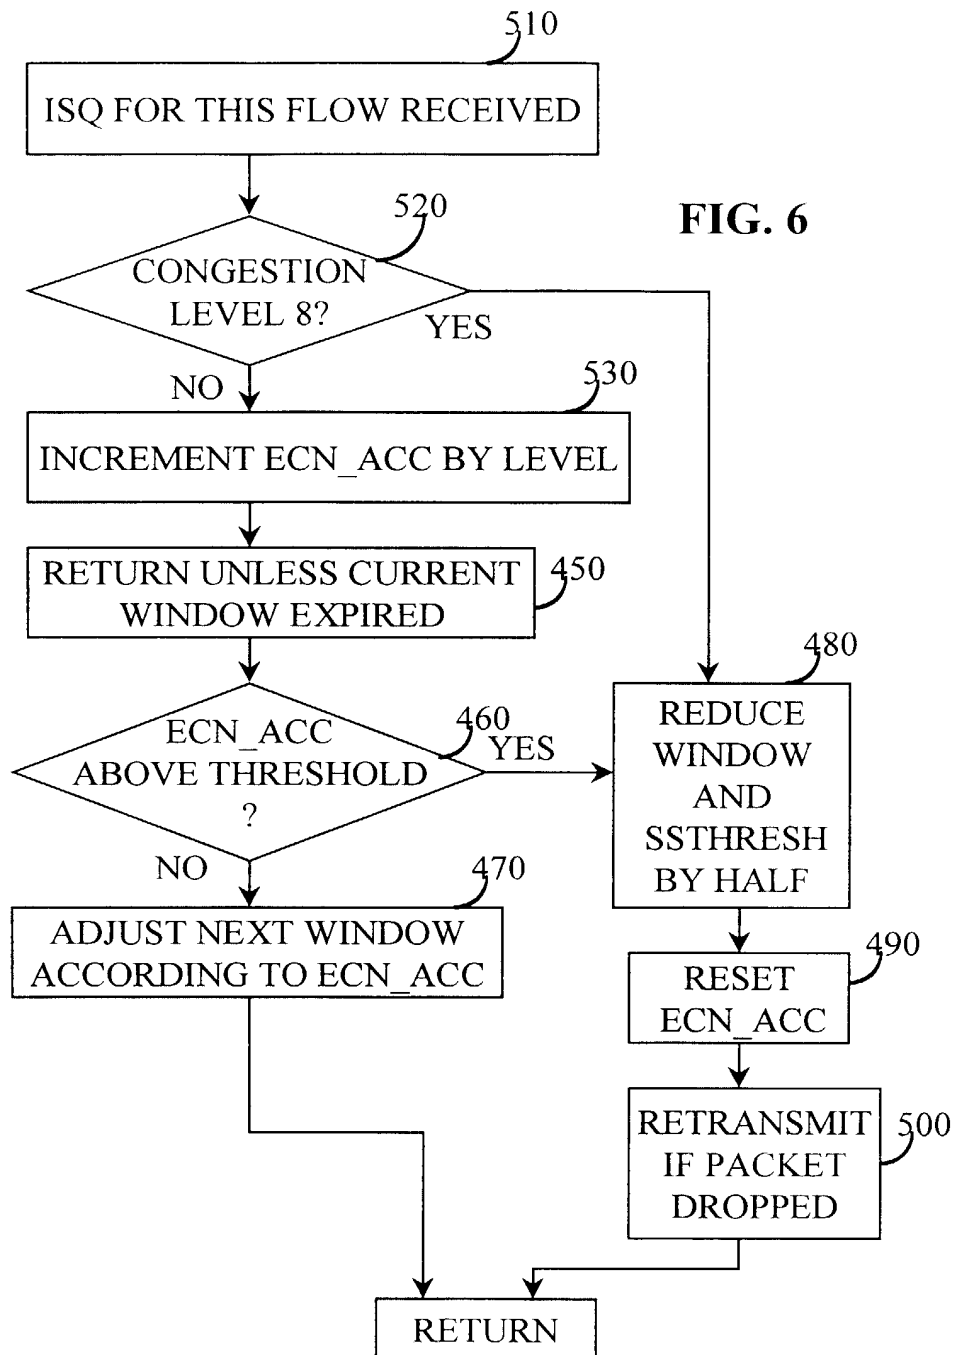 510
ISQ FOR THIS FLOW RECEIVED
FIG. 6
520
CONGESTION
LEVEL 8?
YES
NO
530
INCREMENT ECN_ACC BY LEVEL
RETURN UNLESS CURRENT
WINDOW EXPIRED
450
480
REDUCE
WINDOW
AND
SSTHRESH
BY HALF
ECN_ACC
ABOVE THRESHOLD
?
460
YES
NO
470
ADJUST NEXT WINDOW
ACCORDING TO ECN_ACC
490
RESET
ECN_ACC
RETRANSMIT
IF PACKET
DROPPED
500
RETURN